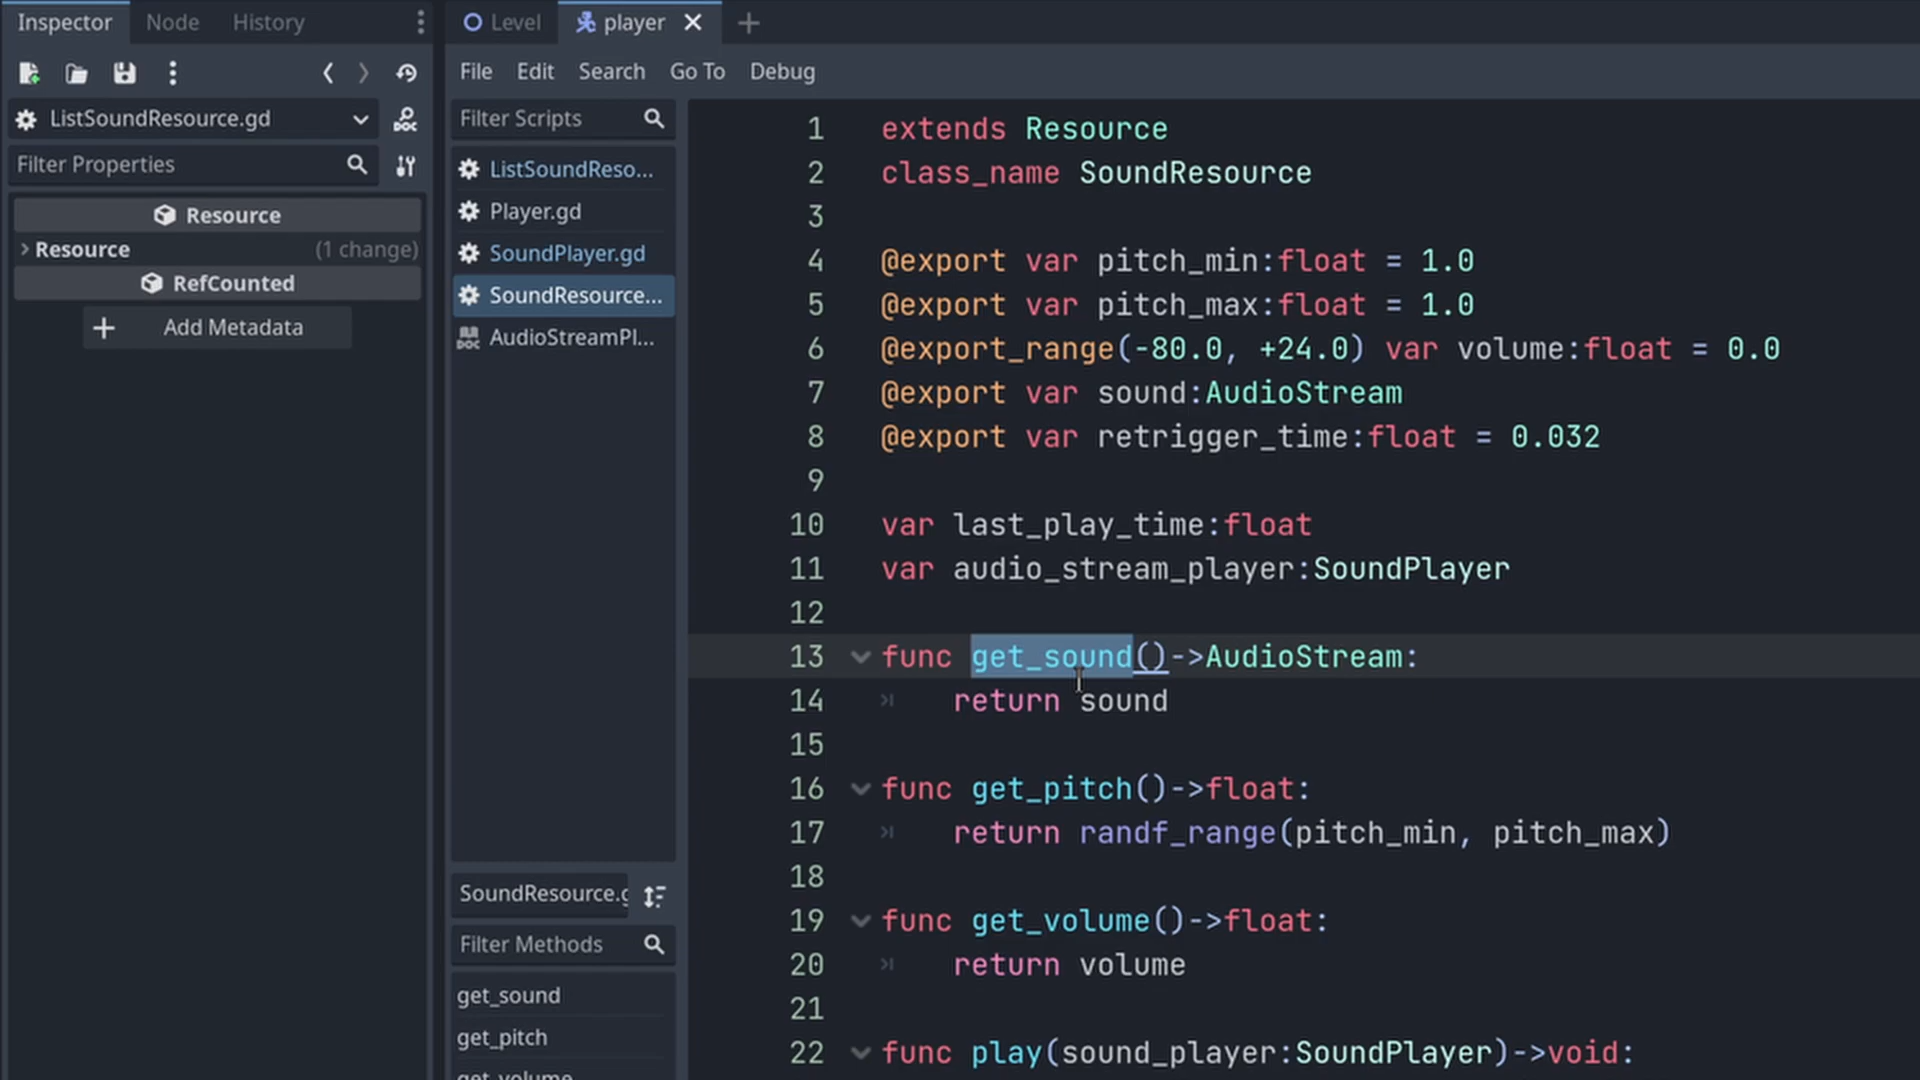 Inspector Node History
ListSoundResource.gd
Filter Properties
Resource
Resource (1 change)
RefCounted
Add Metadata
Level player
File Edit Search Go To Debug
Filter Scripts
ListSoundReso...
Player.gd
SoundPlayer.gd
SoundResource...
AudioStreamPl...
SoundResource.g
Filter Methods
get_sound
get_pitch
get_volume
1 extends Resource
2 class_name SoundResource
3
4 @export var pitch_min:float = 1.0
5 @export var pitch_max:float = 1.0
6 @export_range(-80.0, +24.0) var volume:float = 0.0
7 @export var sound:AudioStream
8 @export var retrigger_time:float = 0.032
9
10 var last_play_time:float
11 var audio_stream_player:SoundPlayer
12
13 func get_sound()->AudioStream:
14 return sound
15
16 func get_pitch()->float:
17 return randf_range(pitch_min, pitch_max)
18
19 func get_volume()->float:
20 return volume
21
22 func play(sound_player:SoundPlayer)->void: